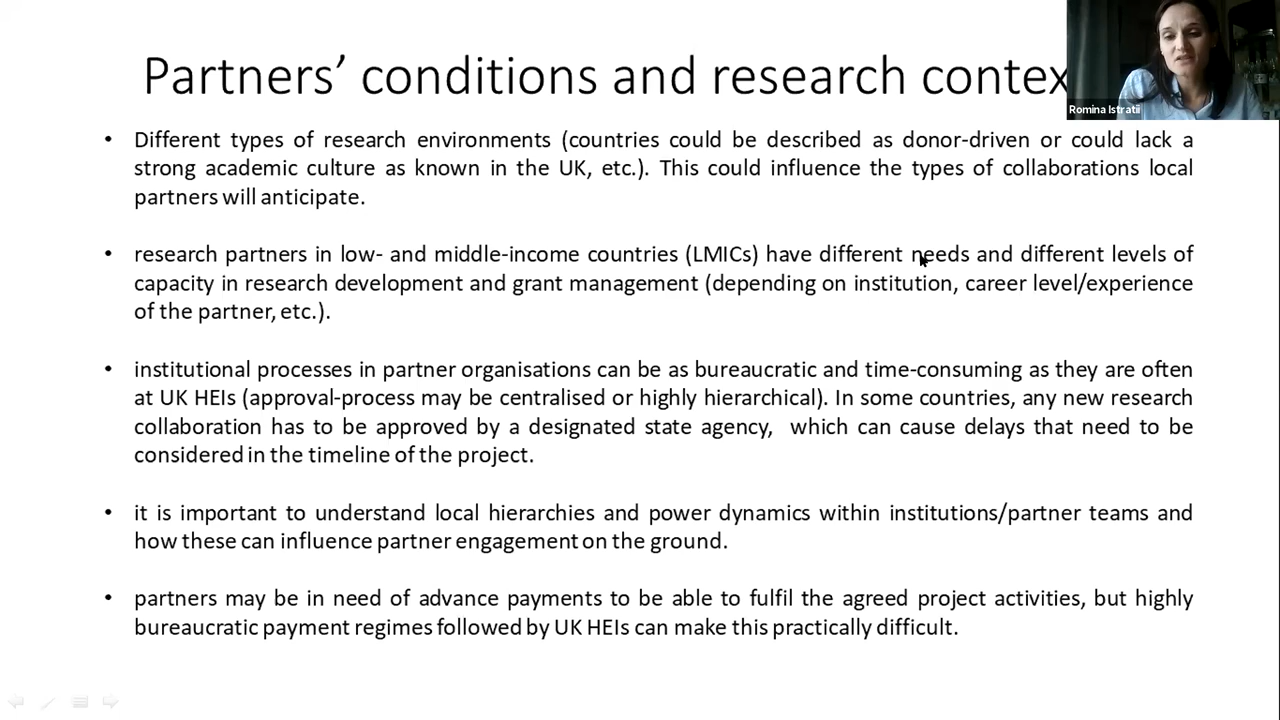 Partners’ conditions and research contex
Romina Istratii
• Different types of research environments (countries could be described as donor-driven or could lack a
strong academic culture as known in the UK, etc.). This could influence the types of collaborations local
partners will anticipate.
• research partners in low- and middle-income countries (LMICs) have different needs and different levels of
capacity in research development and grant management (depending on institution, career level/experience
of the partner, etc.).
• institutional processes in partner organisations can be as bureaucratic and time-consuming as they are often
at UK HEIs (approval-process may be centralised or highly hierarchical). In some countries, any new research
collaboration has to be approved by a designated state agency,  which can cause delays that need to be
considered in the timeline of the project.
• it is important to understand local hierarchies and power dynamics within institutions/partner teams and
how these can influence partner engagement on the ground.
• partners may be in need of advance payments to be able to fulfil the agreed project activities, but highly
bureaucratic payment regimes followed by UK HEIs can make this practically difficult.